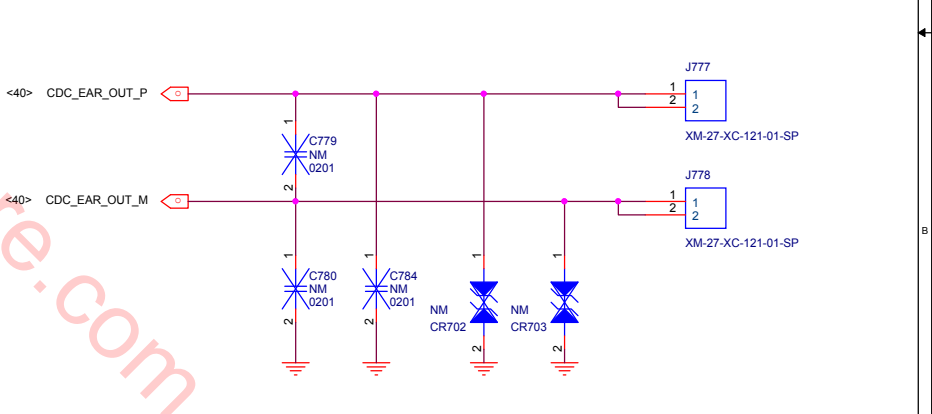 J777
<40> CDC_EAR_OUT_P
1 1
2 2
XM-27-XC-121-01-SP
1
C779
NM
0201
2
J778
<40> CDC_EAR_OUT_M
1 1
2 2
XM-27-XC-121-01-SP
B
1 1 1 1
C780 C784
NM NM
0201 0201
NM NM
CR702 CR703
2 2 2 2
re.com